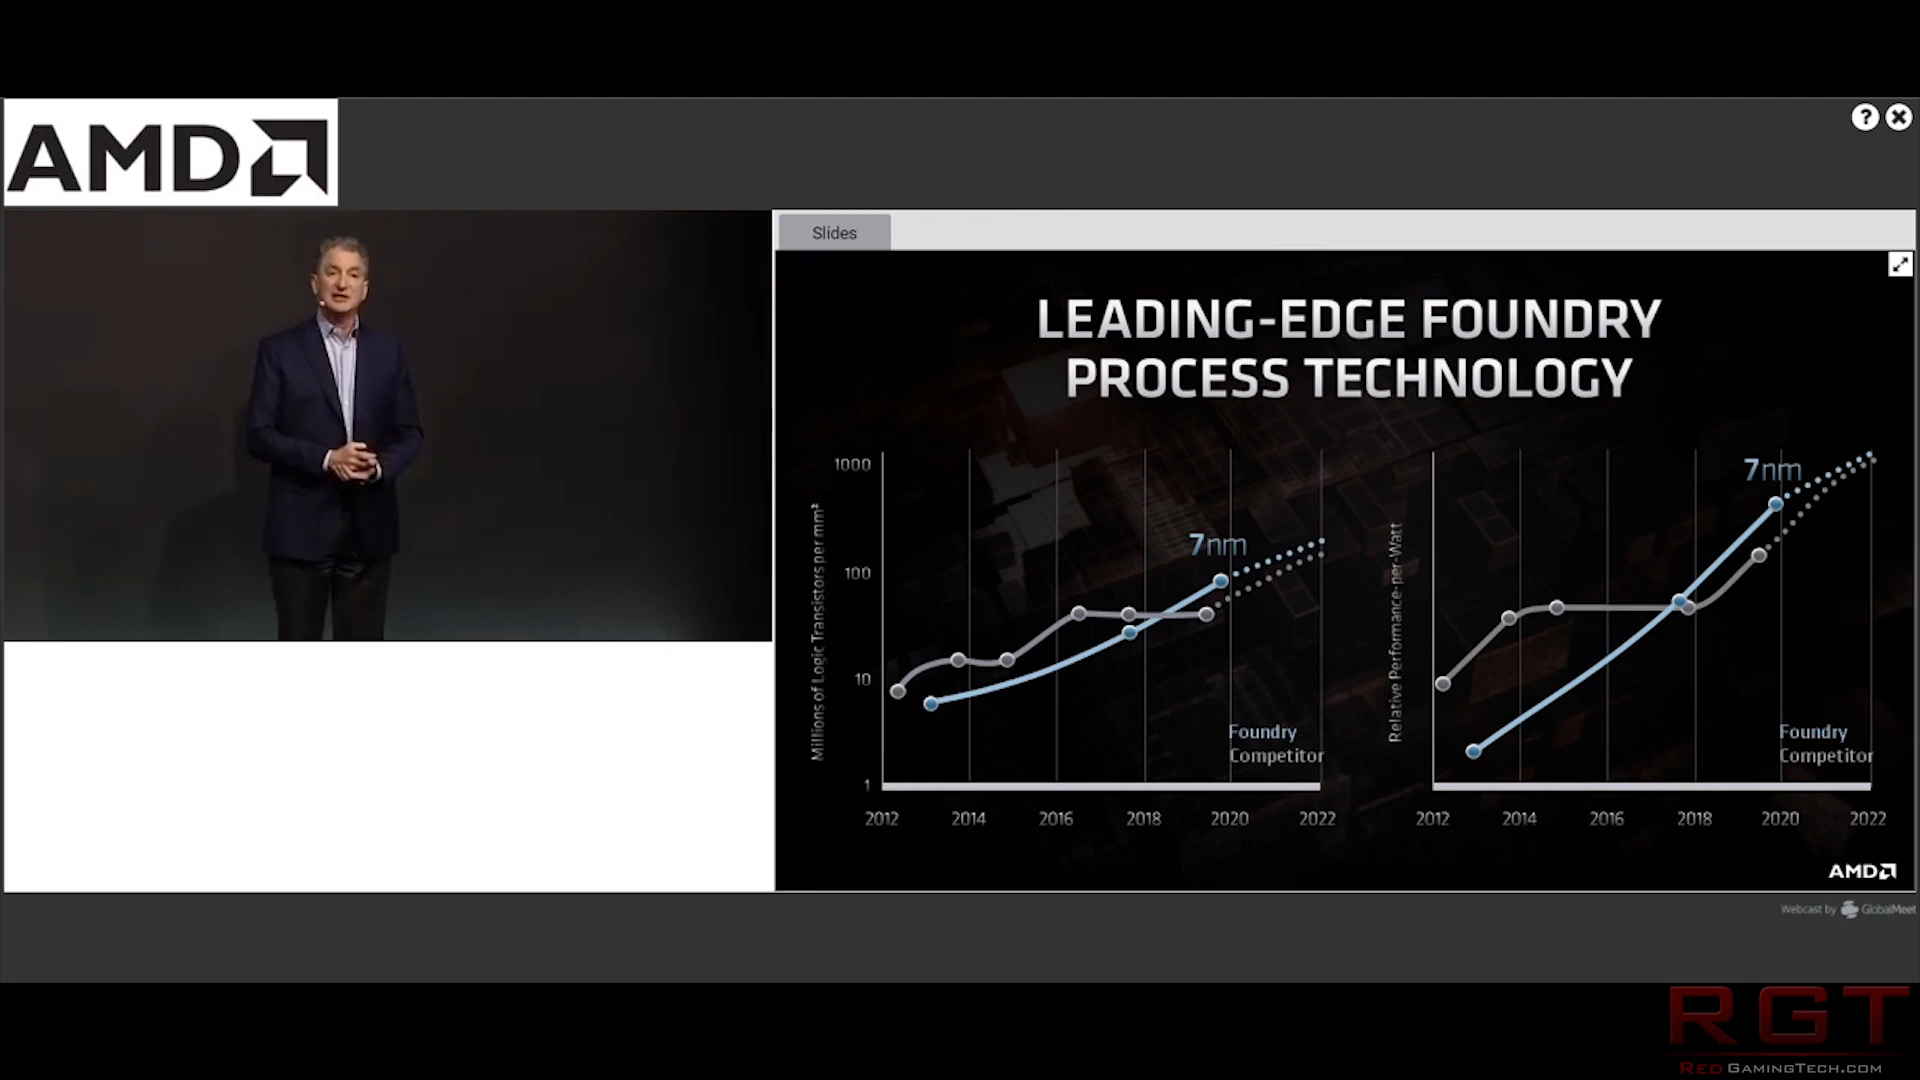 AMD
? 
Slides
LEADING-EDGE FOUNDRY
PROCESS TECHNOLOGY
Millions of Logic Transistors per mm²
1000
100
10
1
7nm
Foundry
Competitor
2012 2014 2016 2018 2020 2022
Relative Performance-per-Watt
7nm
Foundry
Competitor
2012 2014 2016 2018 2020 2022
AMD
Webcast by GlobalMeet
RGT
REDGAMINGTECH.COM